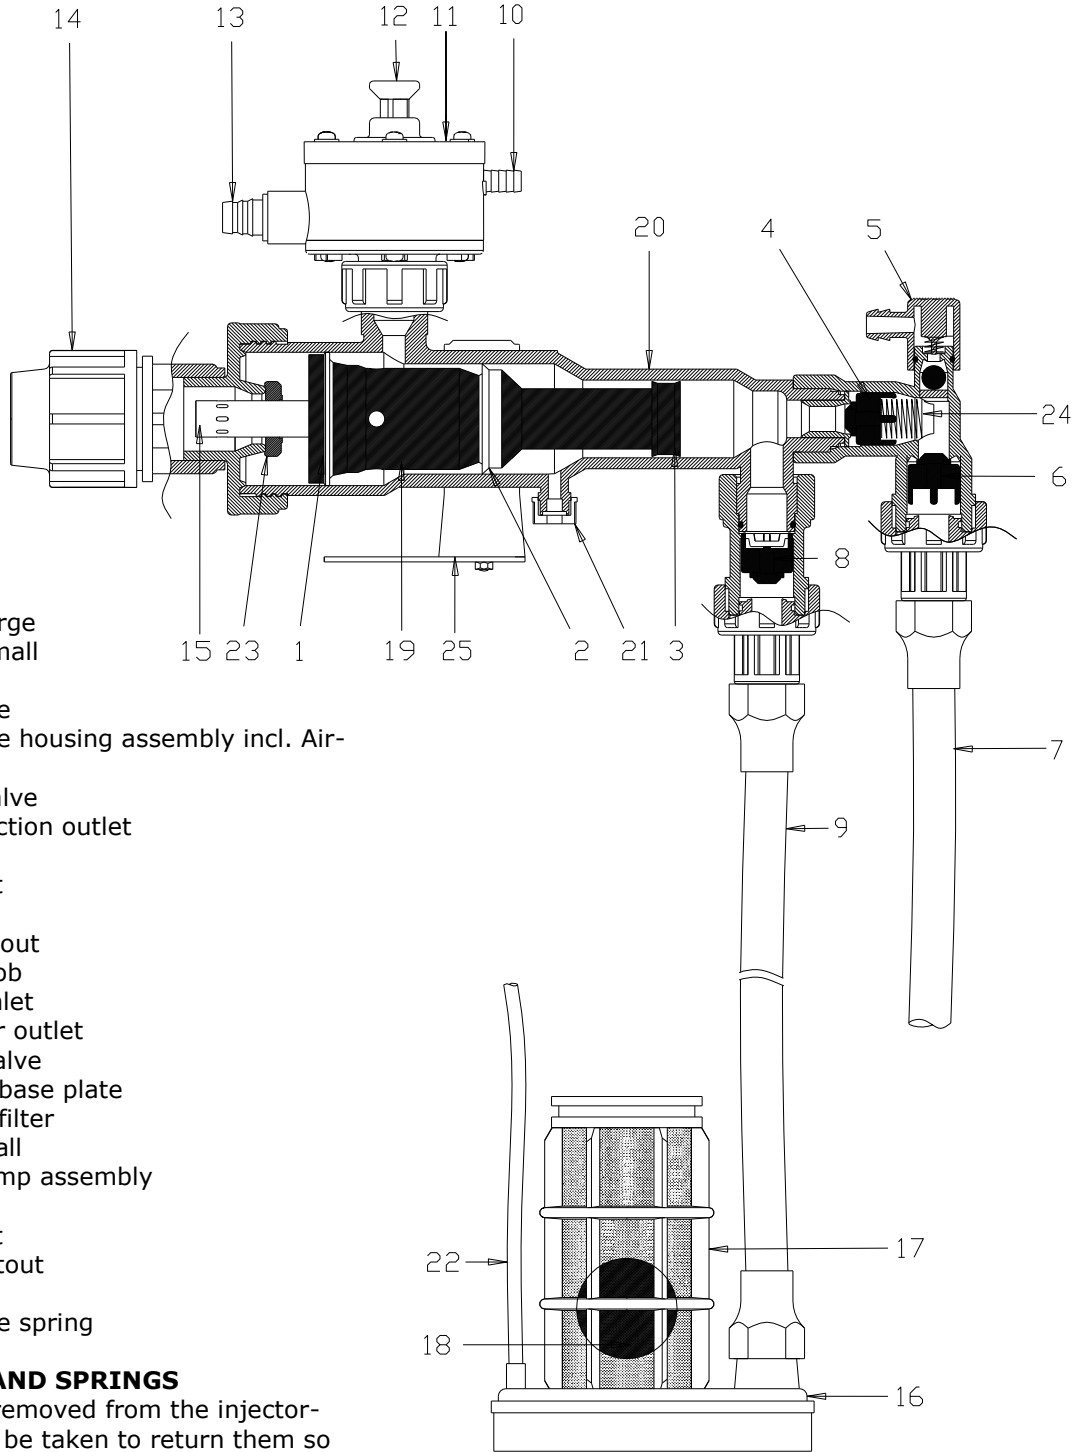 14
13
12
11
10
20
4
5
24
6
8
15
23
1
19
25
2
21
3
7
9
22
17
18
16
rge
mall
e
e housing assembly incl. Air-
alve
ction outlet
t
out
ob
nlet
r outlet
alve
base plate
filter
all
mp assembly
t
tout
e spring
AND SPRINGS
removed from the injector-
be taken to return them so